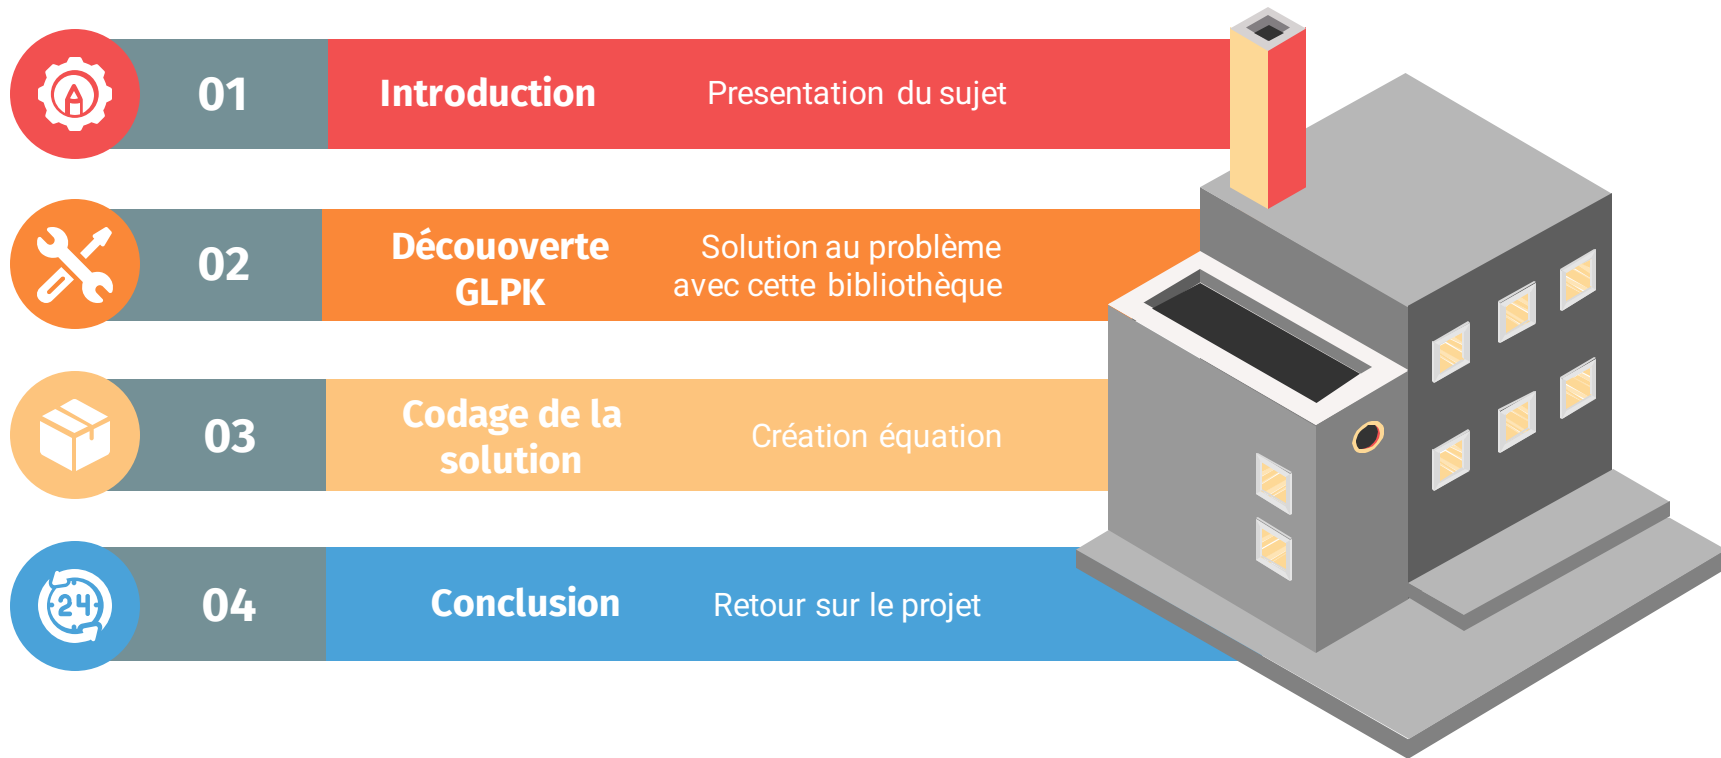 01
Introduction
Presentation du sujet
02
Découoverte
GLPK
Solution au problème
avec cette bibliothèque
03
Codage de la
solution
Création équation
24
04
Conclusion
Retour sur le projet